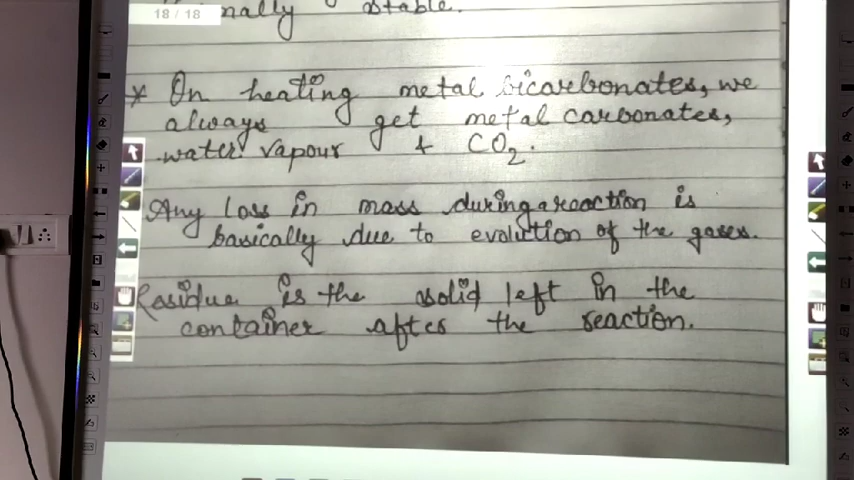 18 / 18
nally stable.
* On heating metal bicarbonates, we
always get metal carbonates,
water vapour + CO2.
Any loss in mass during a reaction is
basically due to evolution of the gases.
Residue is the solid left in the
container after the reaction.